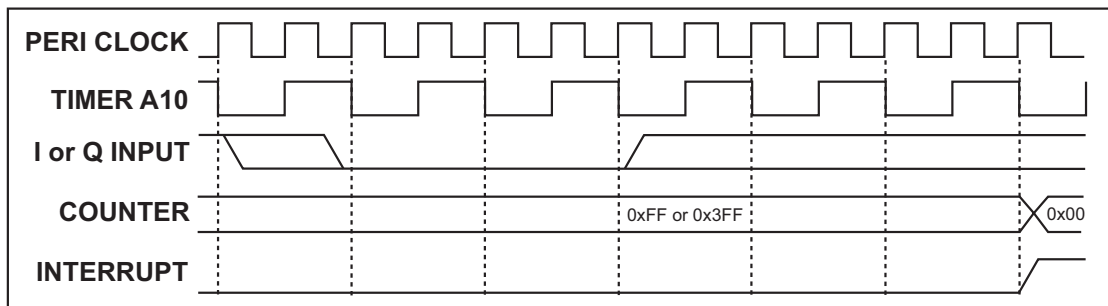 PERI CLOCK
TIMER A10
I or Q INPUT
COUNTER
0xFF or 0x3FF
0x00
INTERRUPT